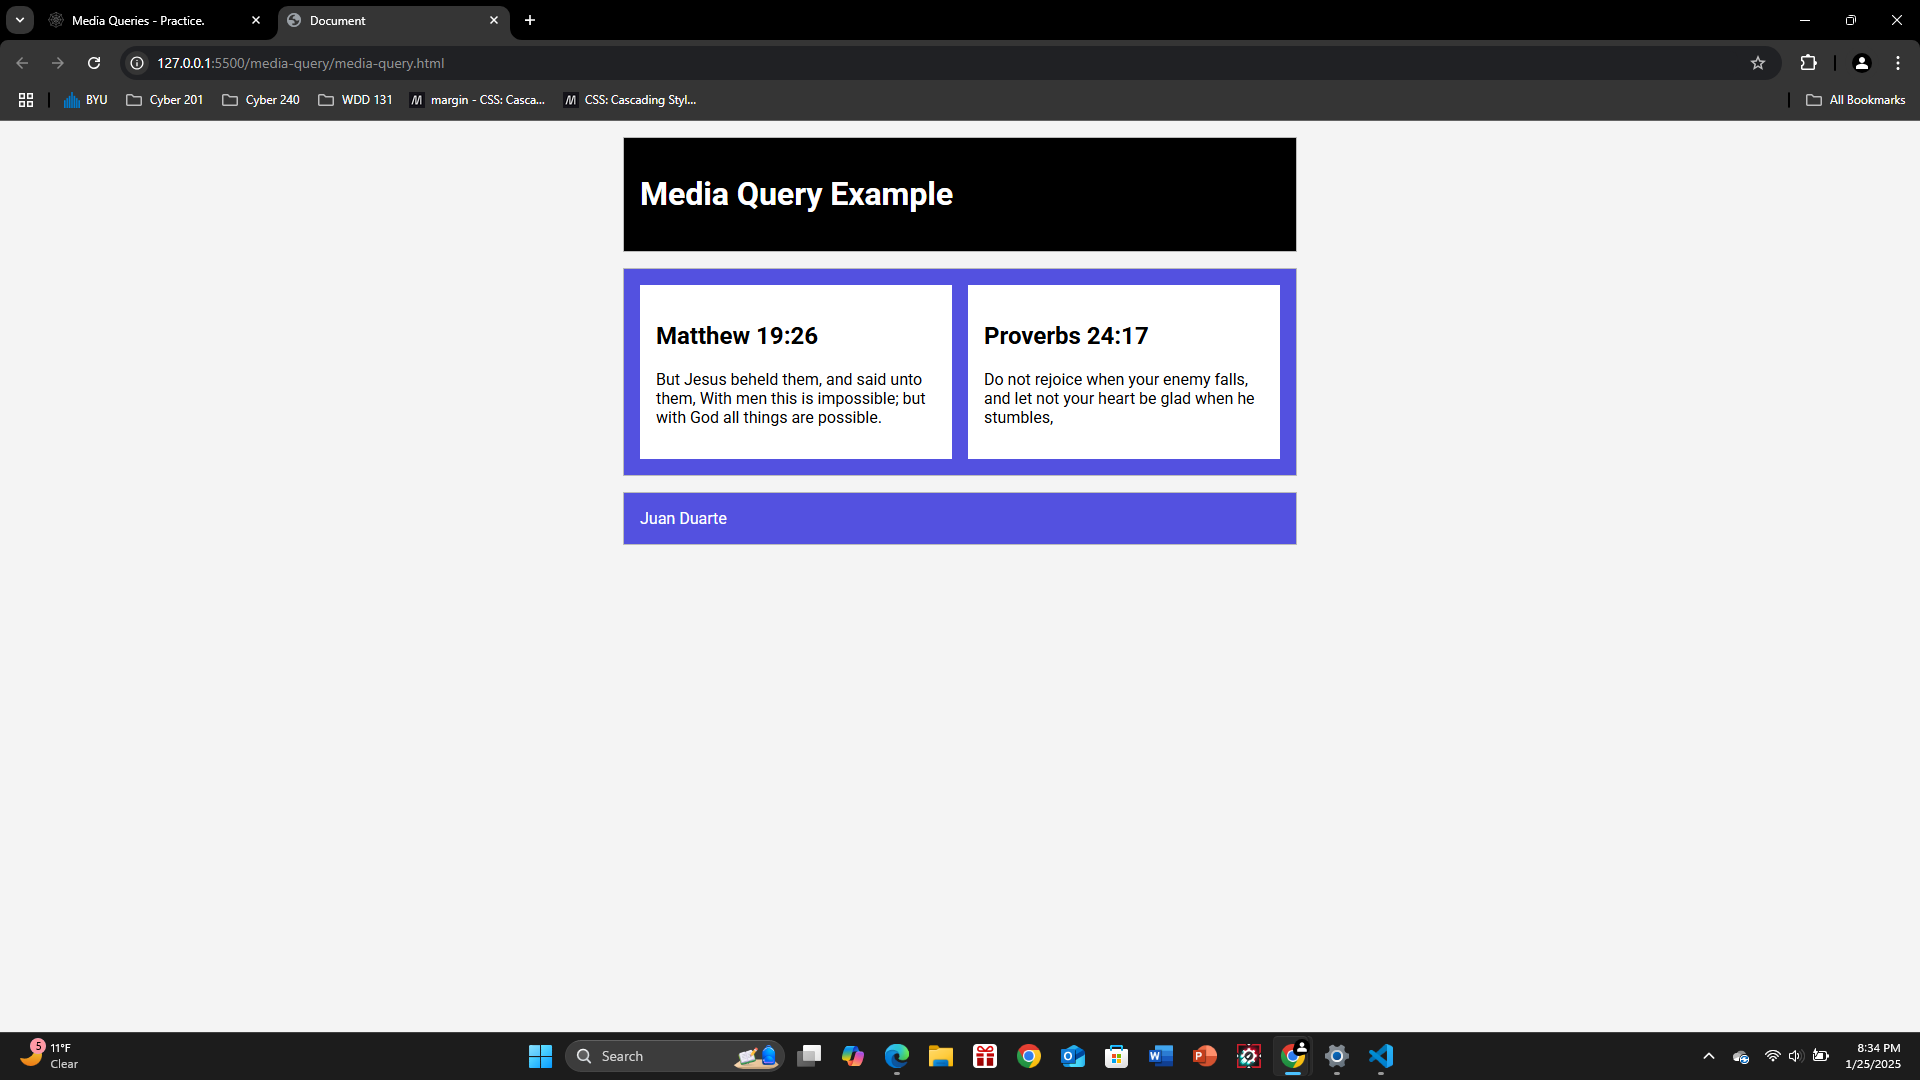 Media Queries - Practice.
Document
127.0.0.1:5500/media-query/media-query.html
BYU
Cyber 201
Cyber 240
WDD 131
margin - CSS: Casca...
CSS: Cascading Styl...
All Bookmarks
Media Query Example
Matthew 19:26
But Jesus beheld them, and said unto
them, With men this is impossible; but
with God all things are possible.
Proverbs 24:17
Do not rejoice when your enemy falls,
and let not your heart be glad when he
stumbles,
Juan Duarte
5
11°F
Clear
Search
8:34 PM
1/25/2025